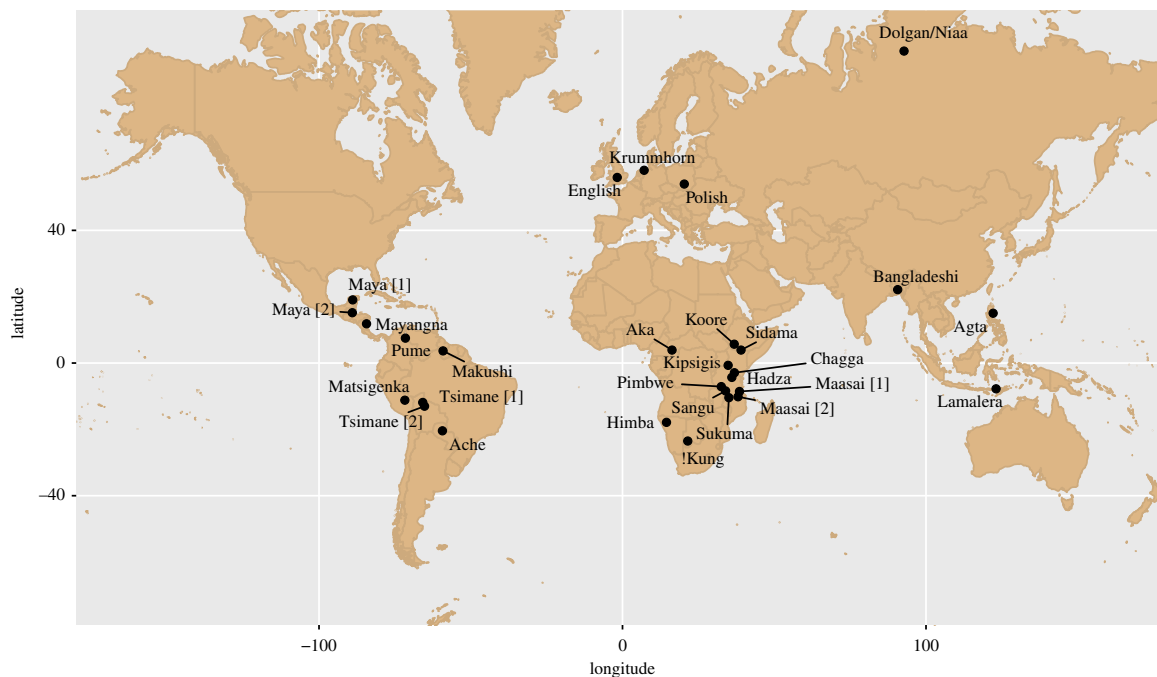 Dolgan/Niaa
Krummhorn
English
Polish
40
Bangladeshi
Maya [1]
Maya [2]
Mayangna
Agta
Koore
Aka
Sidama
latitude
Pume
0
Kipsigis
Chagga
Makushi
Hadza
Pimbwe
Maasai [1]
Matsigenka
Tsimane [1]
Lamalera
Sangu
Maasai [2]
Tsimane [2]
Himba
Sukuma
Ache
!Kung
−40
−100
0
100
longitude